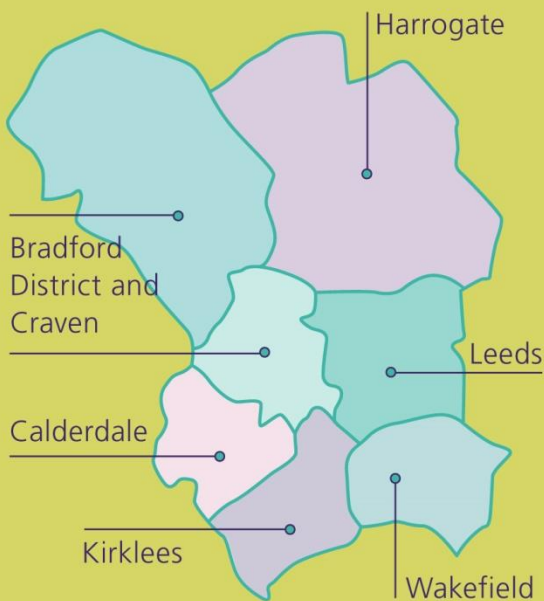 Harrogate
Bradford
District and
Craven
Leeds
Calderdale
Kirklees
Wakefield